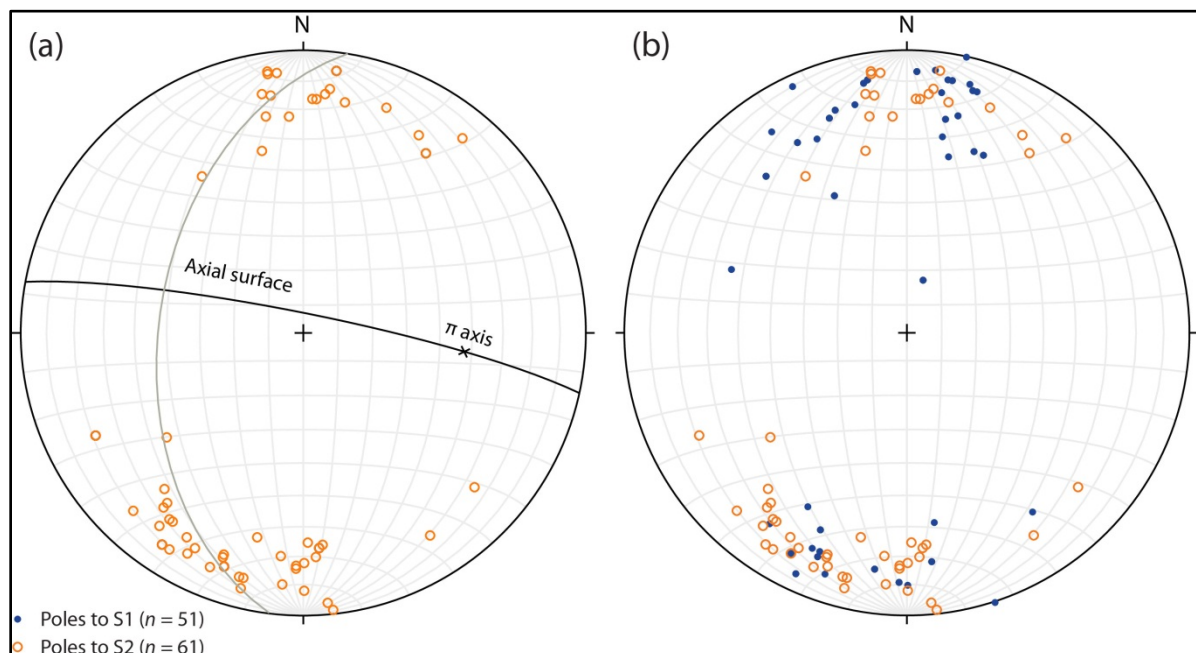 (a)
N
Axial surface
π axis
Poles to S1 (n = 51)
Poles to S2 (n = 61)
(b)
N